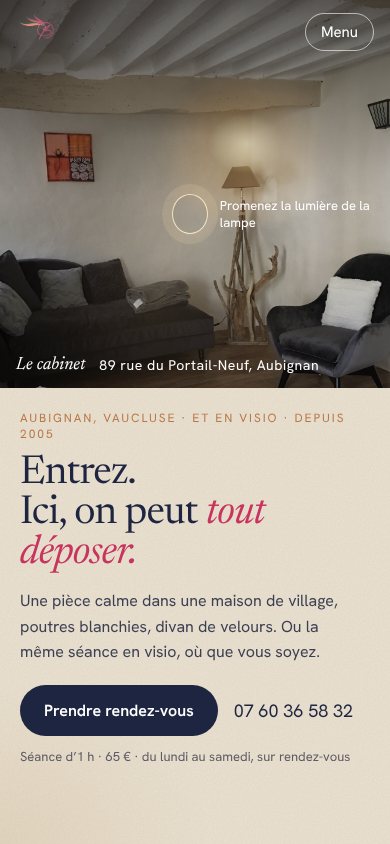 Menu
Promenez la lumière de la
lampe
Le cabinet 89 rue du Portail-Neuf, Aubignan
AUBIGNAN, VAUCLUSE · ET EN VISIO · DEPUIS
2005
Entrez.
Ici, on peut tout
déposer.
Une pièce calme dans une maison de village,
poutres blanchies, divan de velours. Ou la
même séance en visio, où que vous soyez.
Prendre rendez-vous 07 60 36 58 32
Séance d’1 h · 65 € · du lundi au samedi, sur rendez-vous